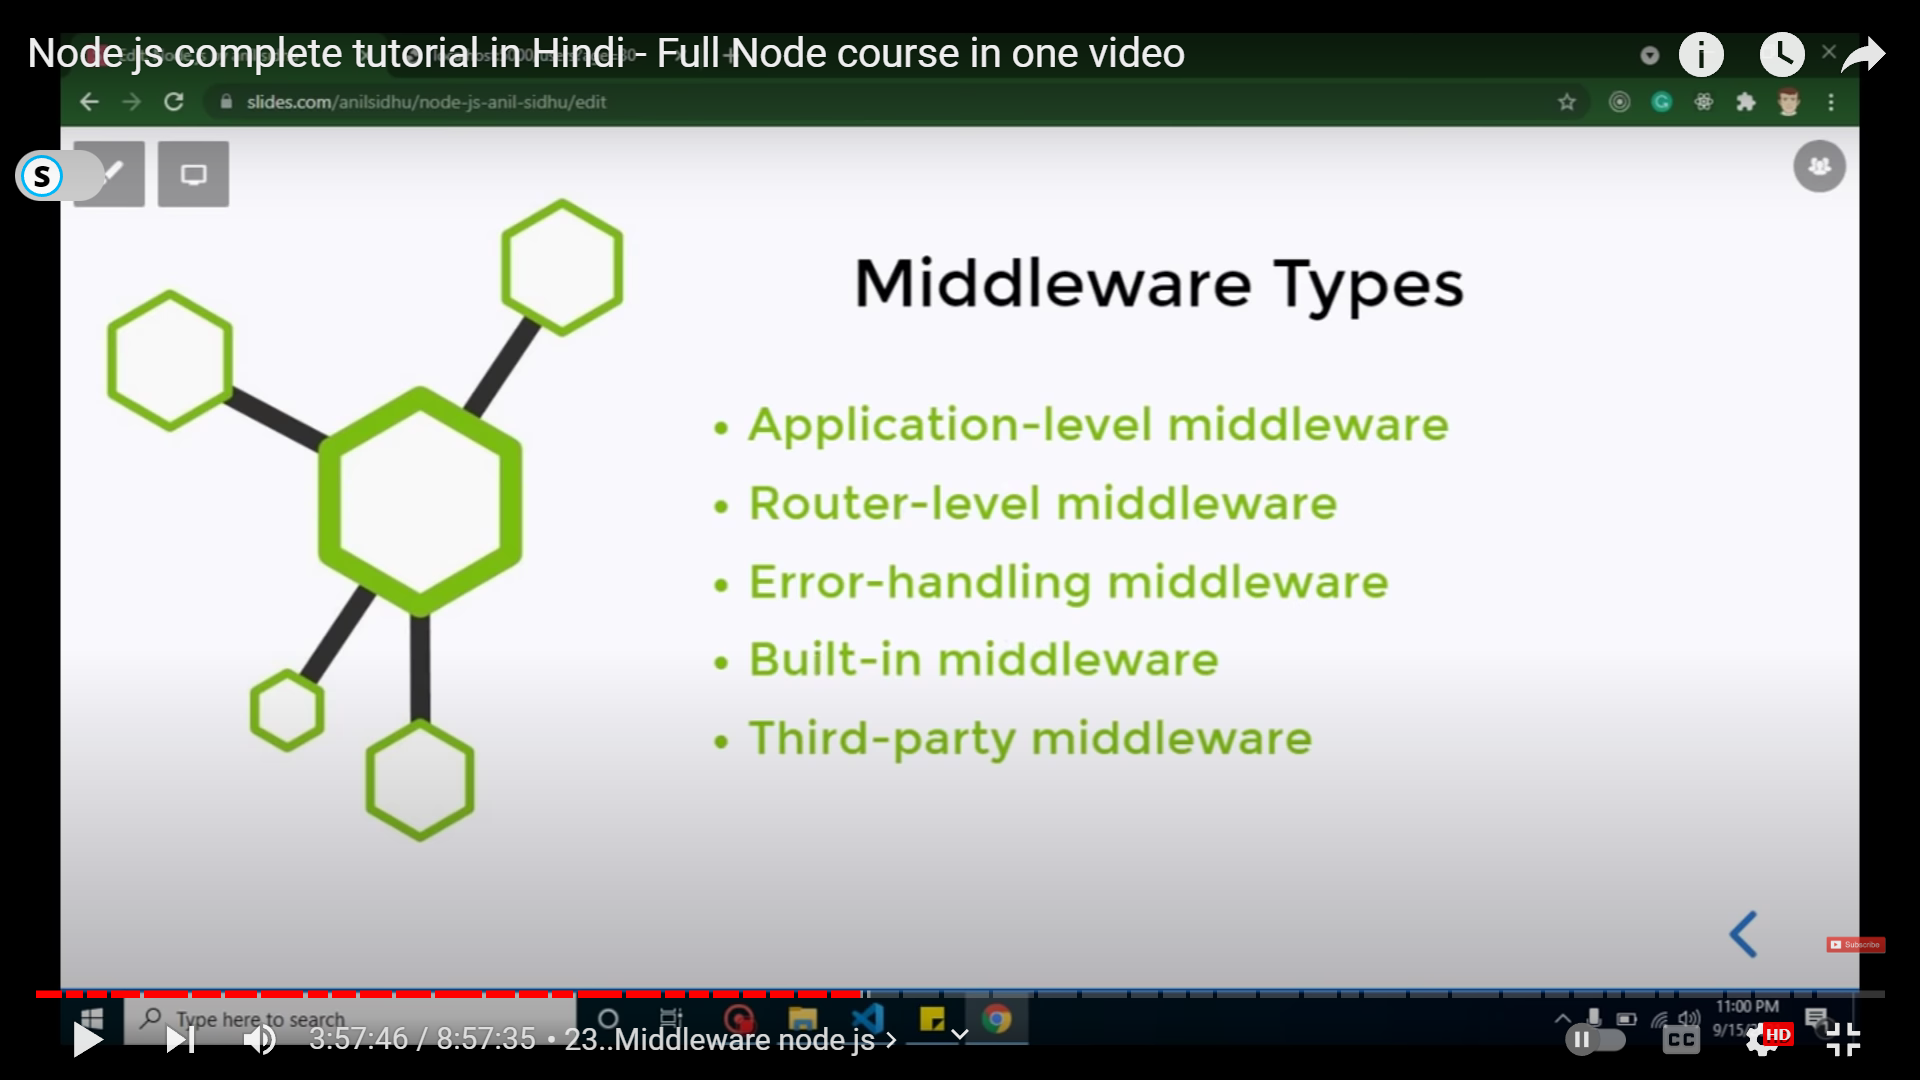 Node js complete tutorial in Hindi - Full Node course in one video
slides.com/anilsidhu/node-js-anil-sidhu/edit
S
Middleware Types
• Application-level middleware
• Router-level middleware
• Error-handling middleware
• Built-in middleware
• Third-party middleware
Subscribe
Type here to search
11:00 PM
9/15/
3:57:46 / 8:57:35 • 23..Middleware node js >
CC
HD